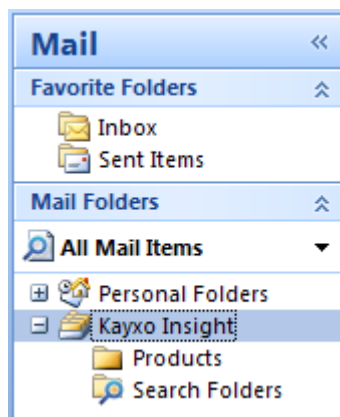 Mail
Favorite Folders
Inbox
Sent Items
Mail Folders
All Mail Items
Personal Folders
Kayxo Insight
Products
Search Folders